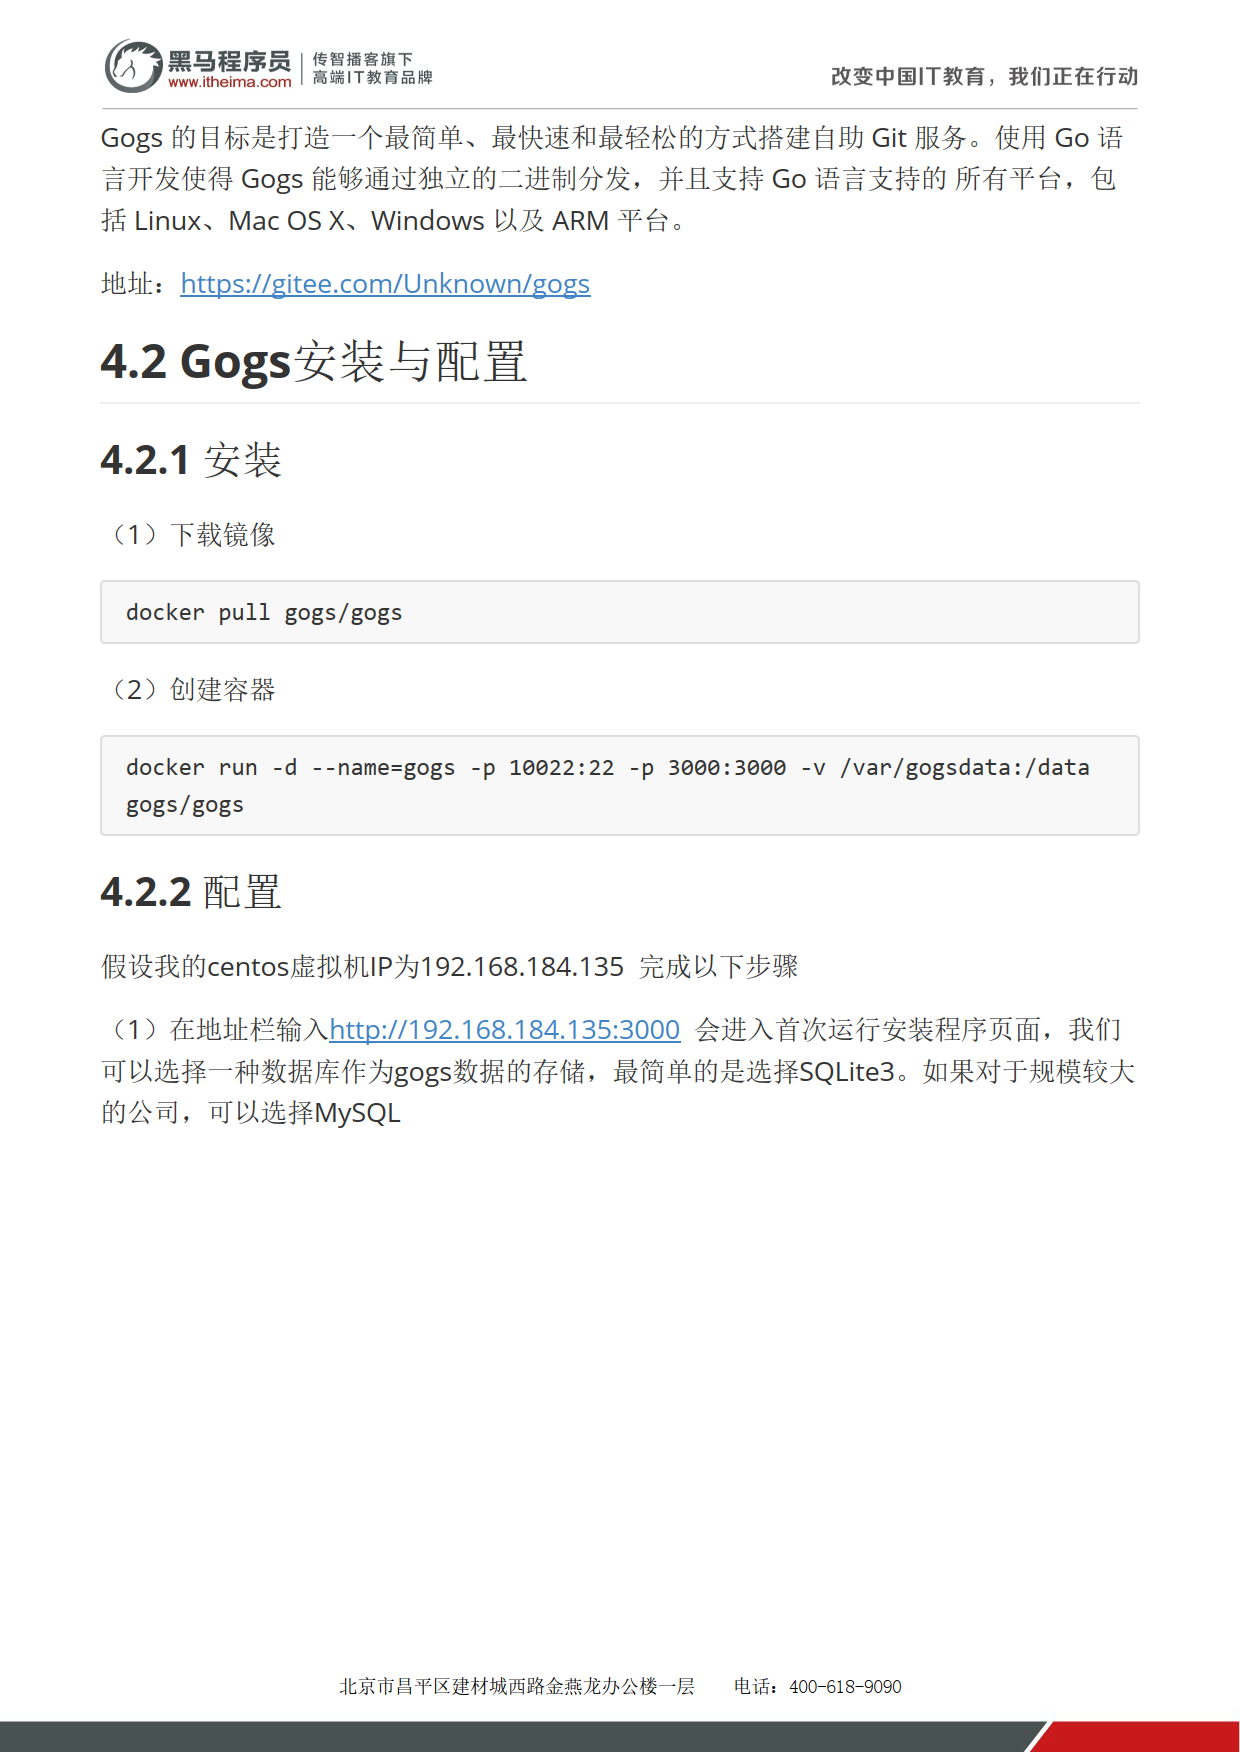 黑马程序员
www.itheima.com
传智播客旗下
高端IT教育品牌
改变中国IT教育，我们正在行动
Gogs 的目标是打造一个最简单、最快速和最轻松的方式搭建自助 Git 服务。使用 Go 语
言开发使得 Gogs 能够通过独立的二进制分发，并且支持 Go 语言支持的 所有平台，包
括 Linux、Mac OS X、Windows 以及 ARM 平台。
地址：https://gitee.com/Unknown/gogs
4.2 Gogs安装与配置
4.2.1 安装
（1）下载镜像
docker pull gogs/gogs
（2）创建容器
docker run -d --name=gogs -p 10022:22 -p 3000:3000 -v /var/gogsdata:/data
gogs/gogs
4.2.2 配置
假设我的centos虚拟机IP为192.168.184.135 完成以下步骤
（1）在地址栏输入http://192.168.184.135:3000 会进入首次运行安装程序页面，我们
可以选择一种数据库作为gogs数据的存储，最简单的是选择SQLite3。如果对于规模较大
的公司，可以选择MySQL
北京市昌平区建材城西路金燕龙办公楼一层 电话：400-618-9090